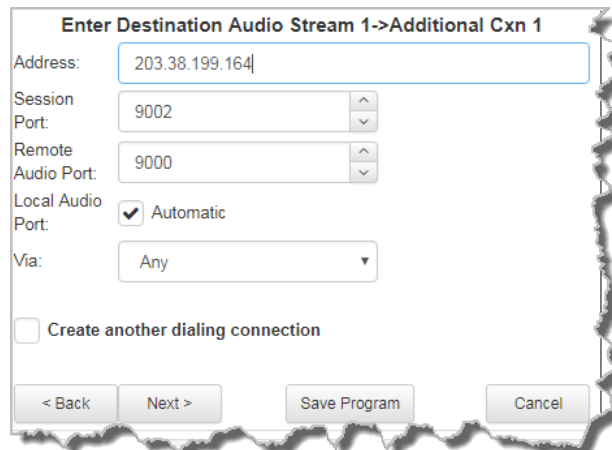 Enter Destination Audio Stream 1->Additional Cxn 1
Address: 203.38.199.164
Session Port: 9002
Remote Audio Port: 9000
Local Audio Port: Automatic
Via: Any
Create another dialing connection
< Back Next > Save Program Cancel